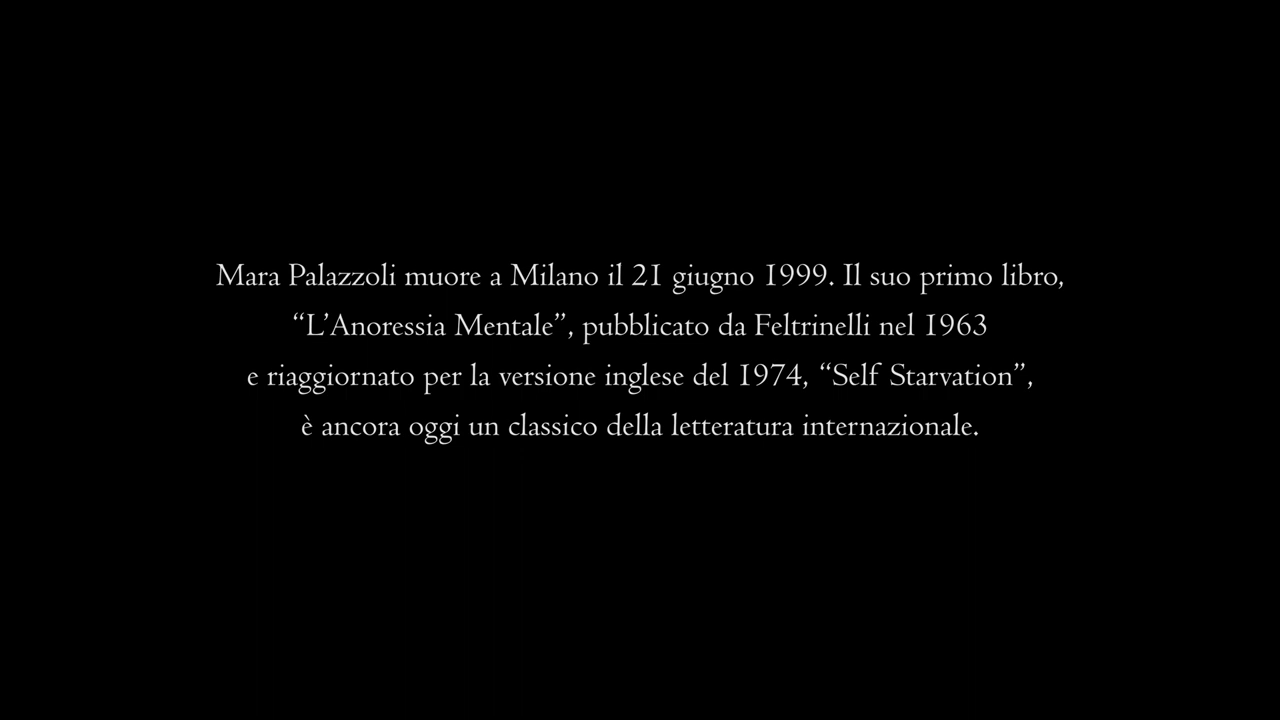 Mara Palazzoli muore a Milano il 21 giugno 1999. Il suo primo libro,
“L’Anoressia Mentale”, pubblicato da Feltrinelli nel 1963
e riaggiornato per la versione inglese del 1974, “Self Starvation”,
è ancora oggi un classico della letteratura internazionale.